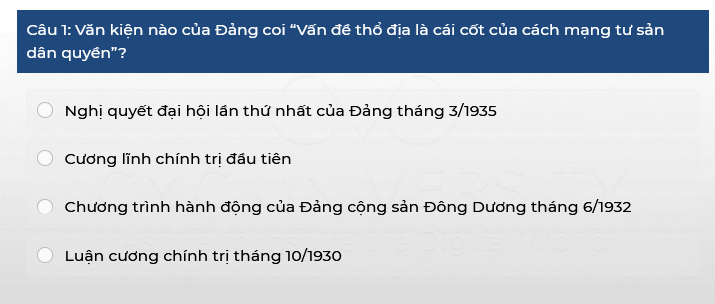 Câu 1: Văn kiện nào của Đảng coi “Vấn đề thổ địa là cái cốt của cách mạng tư sản
dân quyền”?
Nghị quyết đại hội lần thứ nhất của Đảng tháng 3/1935
Cương lĩnh chính trị đầu tiên
Chương trình hành động của Đảng cộng sản Đông Dương tháng 6/1932
Luận cương chính trị tháng 10/1930